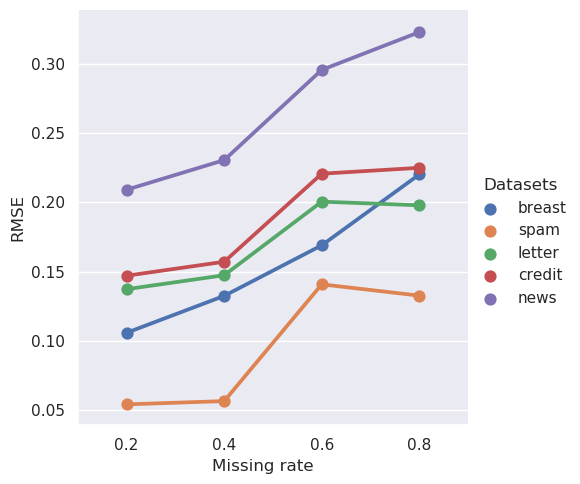 0.30
0.25
0.20
0.15
0.10
0.05
RMSE
0.2 0.4 0.6 0.8
Missing rate
Datasets
breast
spam
letter
credit
news